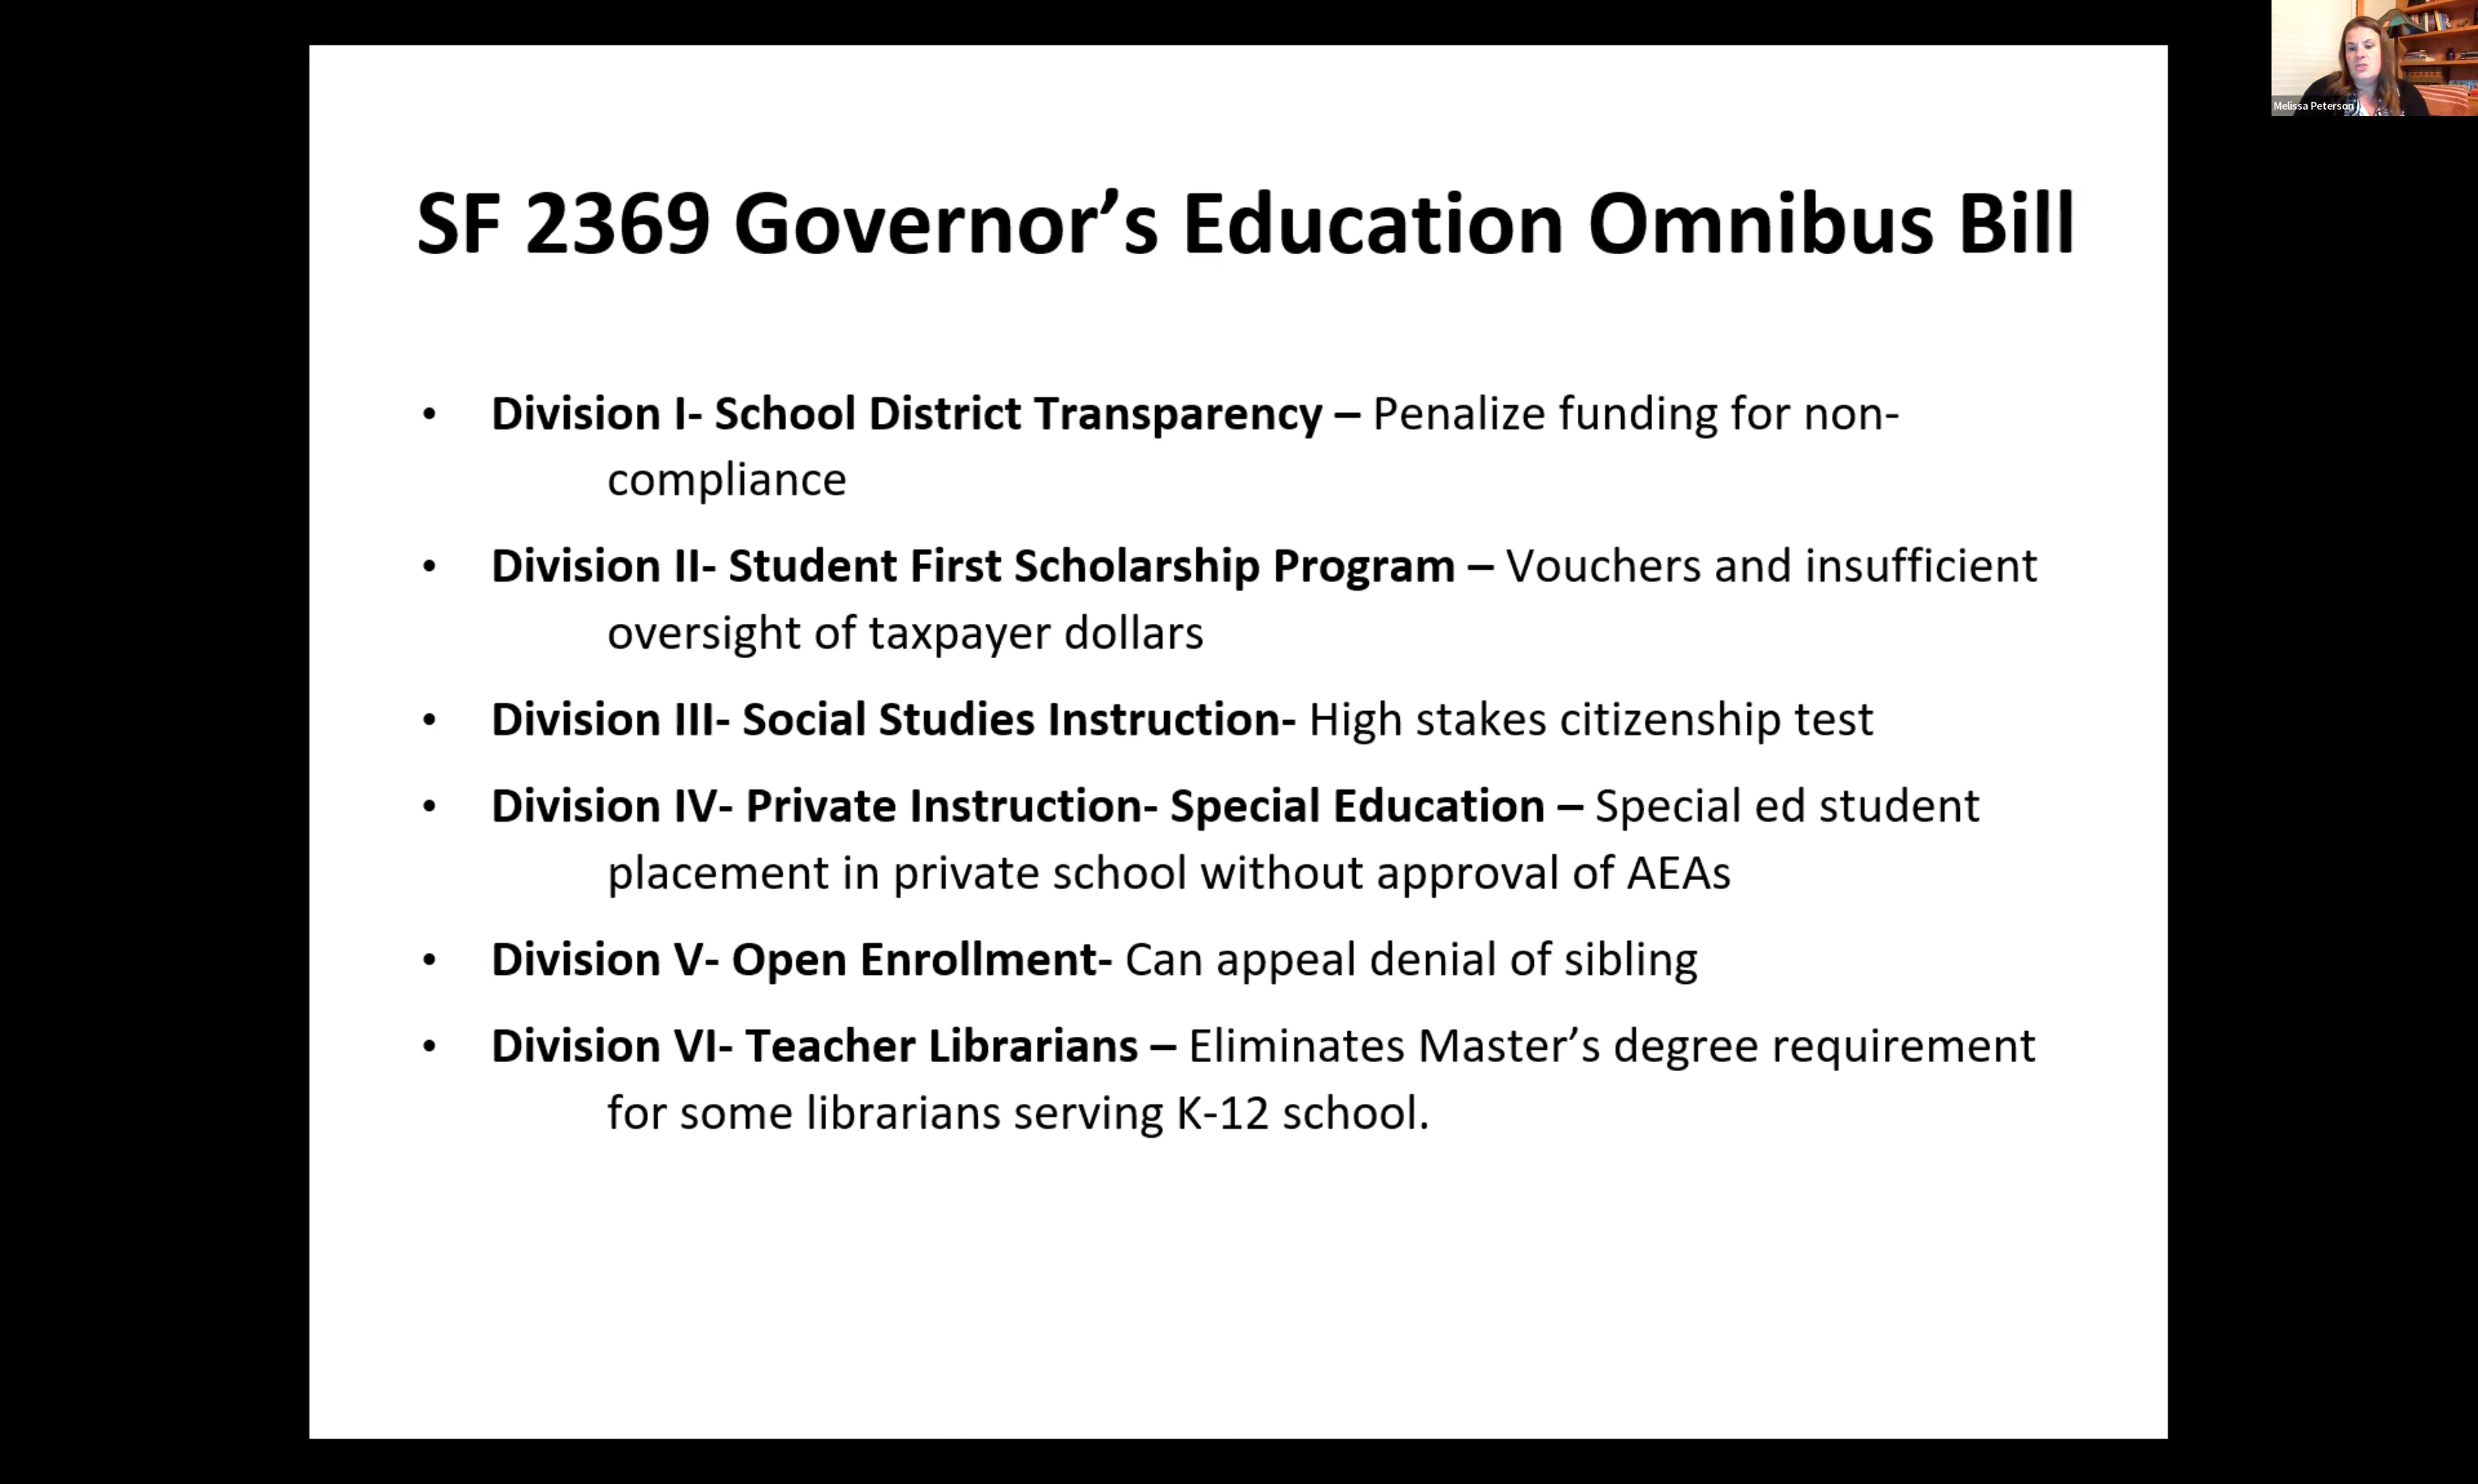 Melissa Peterson
SF 2369 Governor’s Education Omnibus Bill
• Division I- School District Transparency – Penalize funding for non-
compliance
• Division II- Student First Scholarship Program – Vouchers and insufficient
oversight of taxpayer dollars
• Division III- Social Studies Instruction- High stakes citizenship test
• Division IV- Private Instruction- Special Education – Special ed student
placement in private school without approval of AEAs
• Division V- Open Enrollment- Can appeal denial of sibling
• Division VI- Teacher Librarians – Eliminates Master’s degree requirement
for some librarians serving K-12 school.